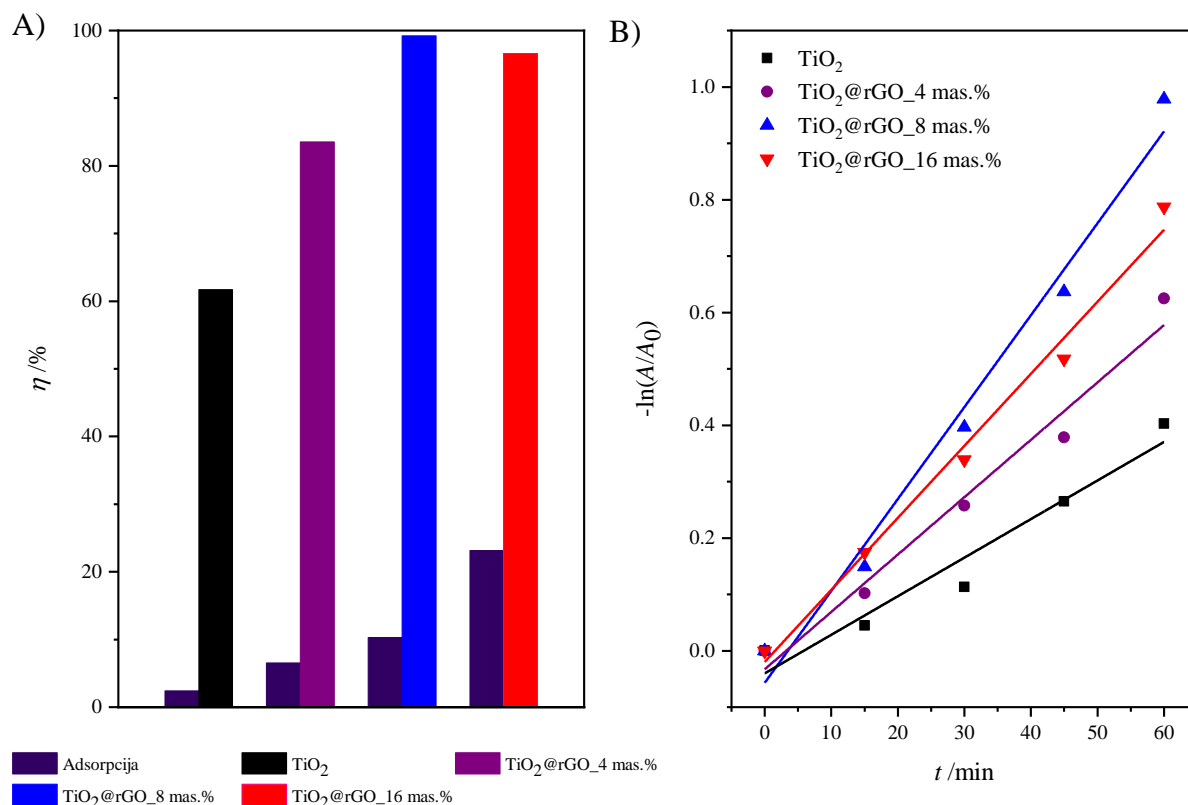 A)
100
80
60
40
20
0
η /%
Adsorpcija
TiO₂
TiO₂@rGO_4 mas.%
TiO₂@rGO_8 mas.%
TiO₂@rGO_16 mas.%
B)
TiO₂
TiO₂@rGO_4 mas.%
TiO₂@rGO_8 mas.%
TiO₂@rGO_16 mas.%
1.0
0.8
0.6
0.4
0.2
0.0
-ln(A/A₀)
0 10 20 30 40 50 60
t /min